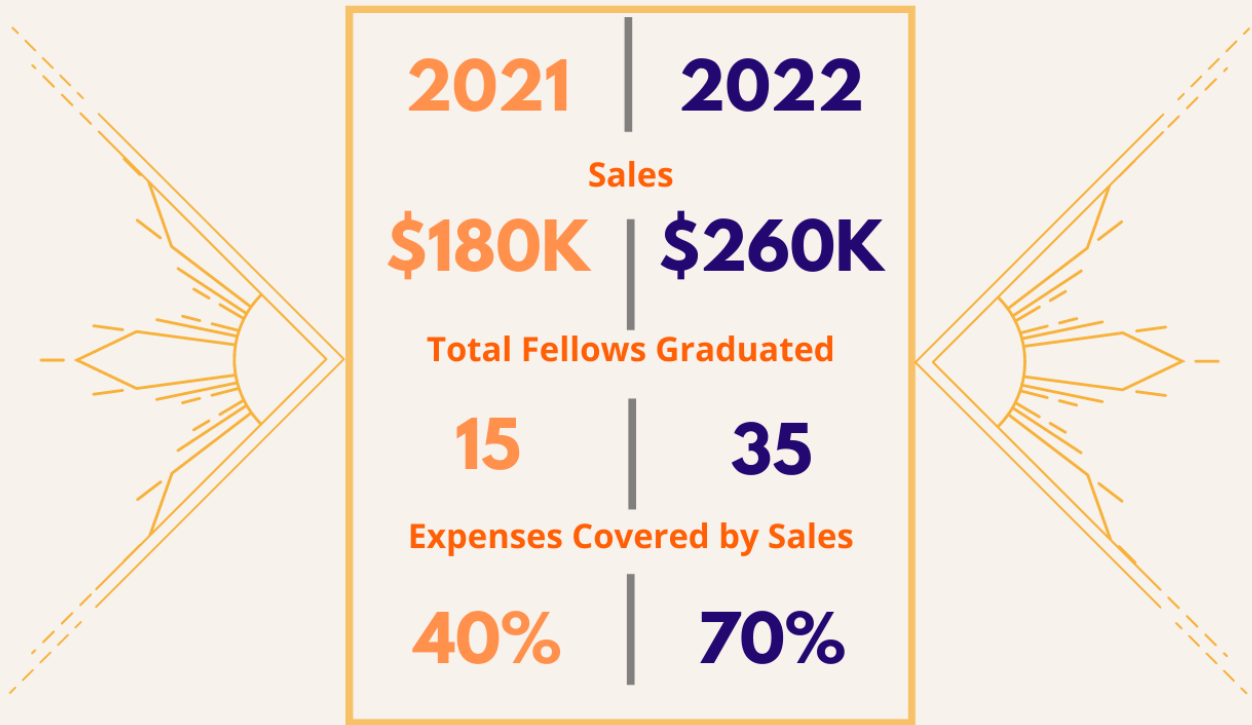 2021 2022
Sales
$180K $260K
Total Fellows Graduated
15 35
Expenses Covered by Sales
40% 70%